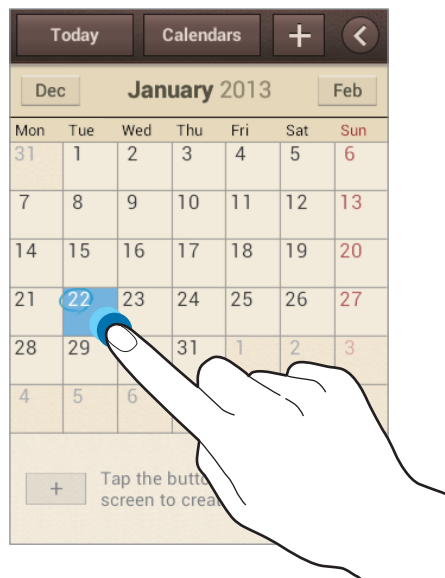 Today Calendars +
Dec January 2013 Feb
Mon Tue Wed Thu Fri Sat Sun
31 1 2 3 4 5 6
7 8 9 10 11 12 13
14 15 16 17 18 19 20
21 22 23 24 25 26 27
28 29 31 1 2 3
4 5 6
+ Tap the
screen to